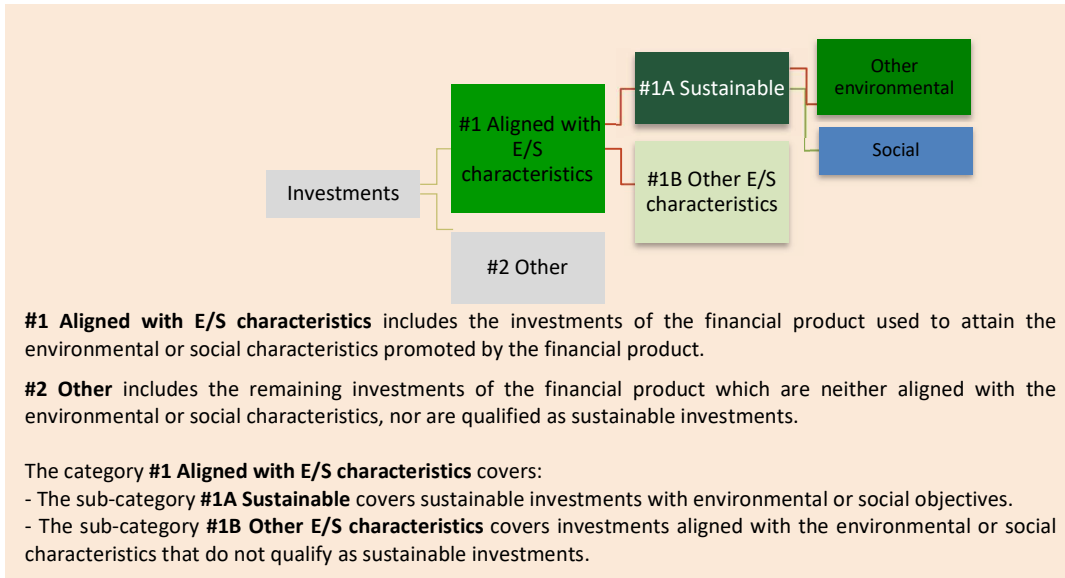 Other
environmental
#1A Sustainable
#1 Aligned with
E/S
characteristics
Social
#1B Other E/S
characteristics
Investments
#2 Other
#1 Aligned with E/S characteristics includes the investments of the financial product used to attain the
environmental or social characteristics promoted by the financial product.
#2 Other includes the remaining investments of the financial product which are neither aligned with the
environmental or social characteristics, nor are qualified as sustainable investments.
The category #1 Aligned with E/S characteristics covers:
- The sub-category #1A Sustainable covers sustainable investments with environmental or social objectives.
- The sub-category #1B Other E/S characteristics covers investments aligned with the environmental or social
characteristics that do not qualify as sustainable investments.